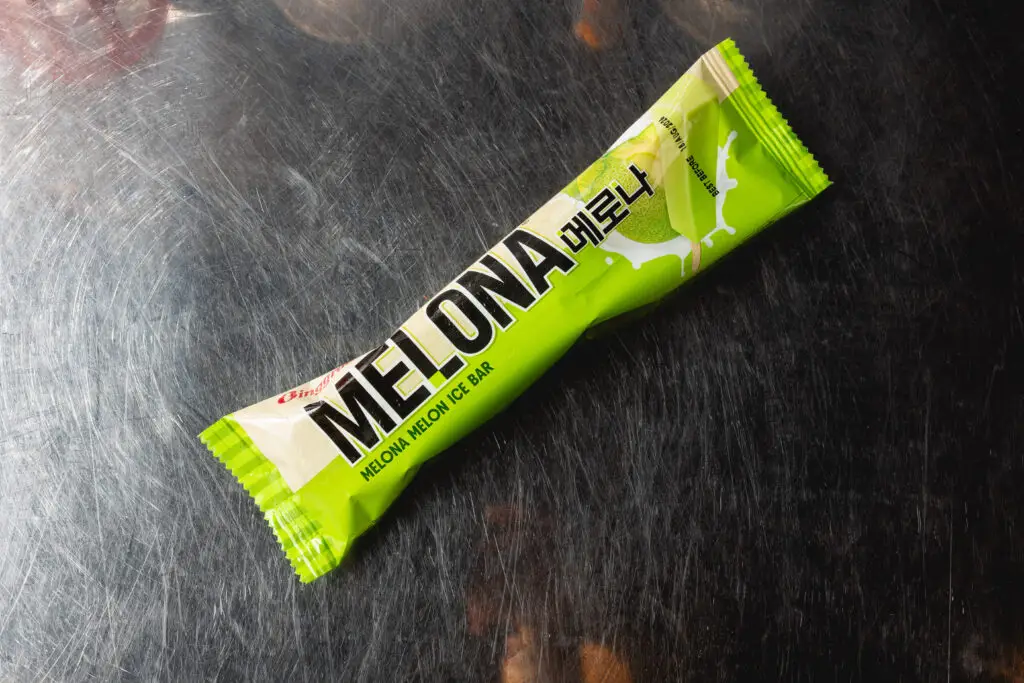 MELONA
메로나
MELONA MELON ICE BAR
BEST BEFORE